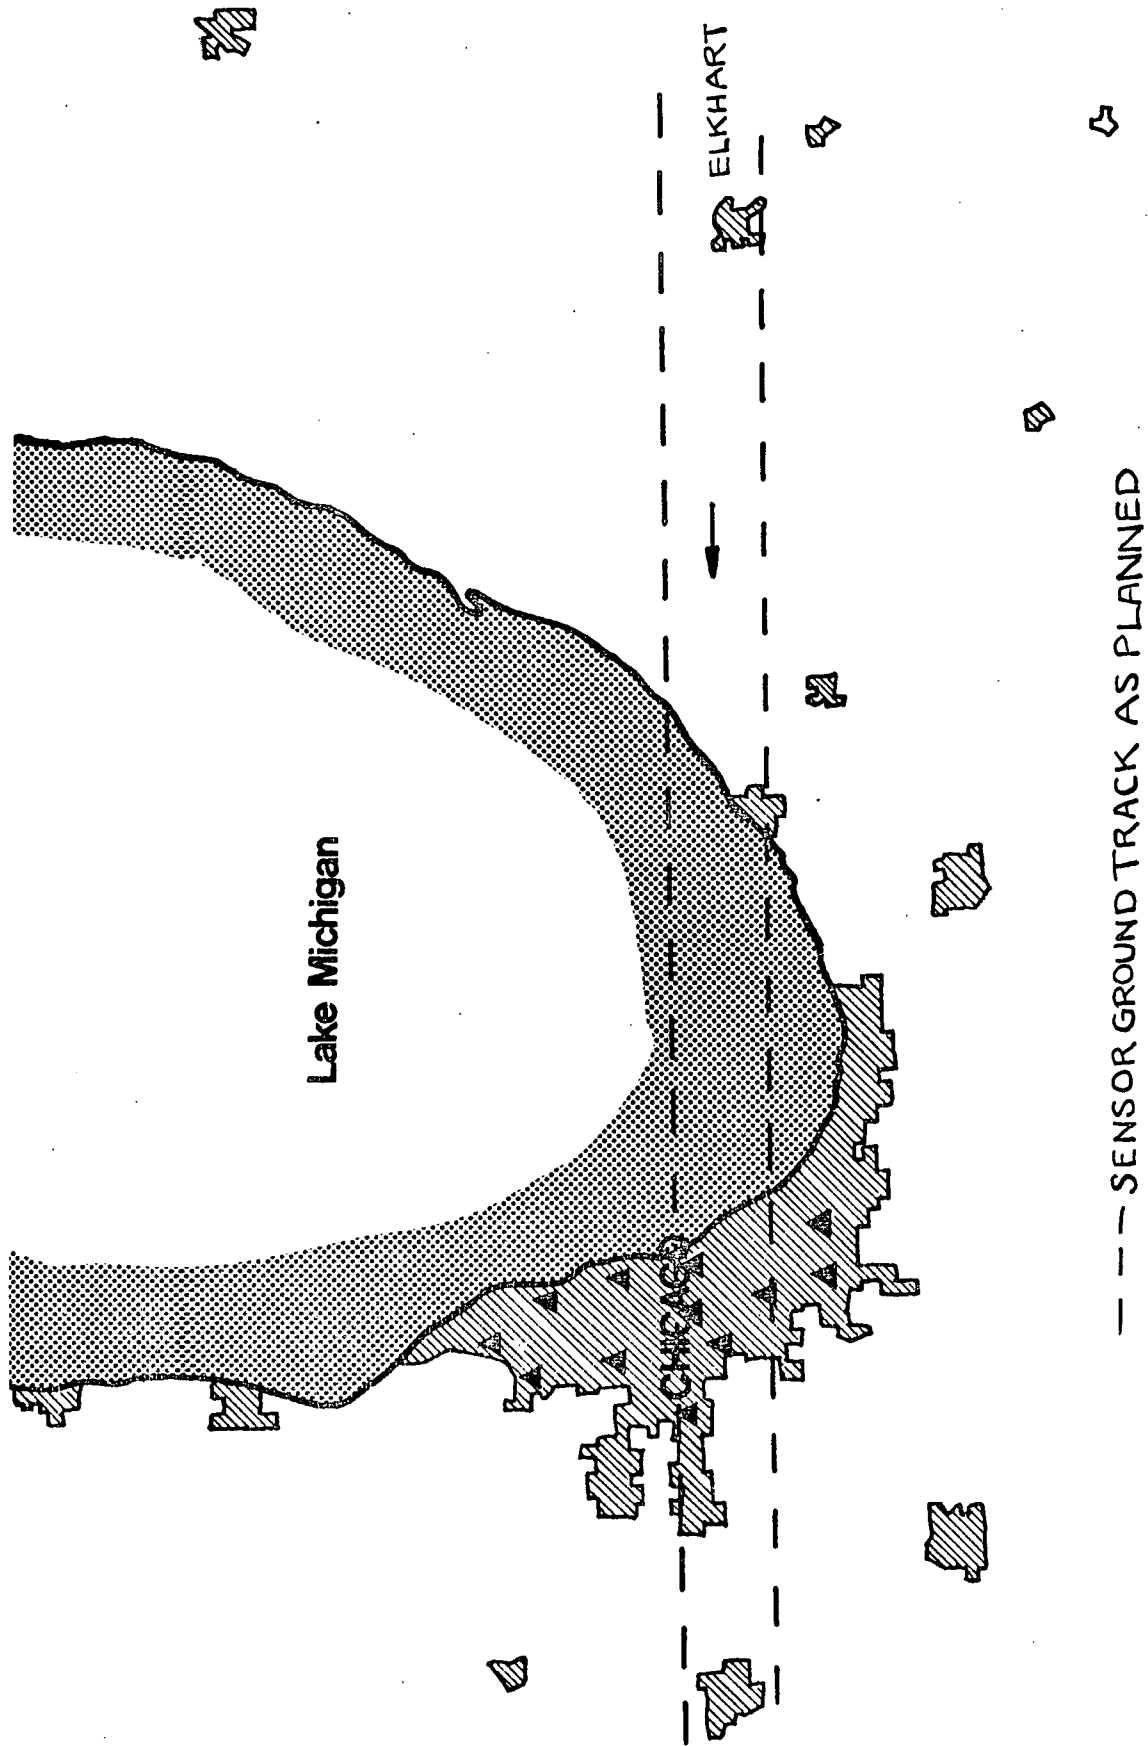 Lake Michigan
CHICAGO
ELKHART
— — — SENSOR GROUND TRACK AS PLANNED